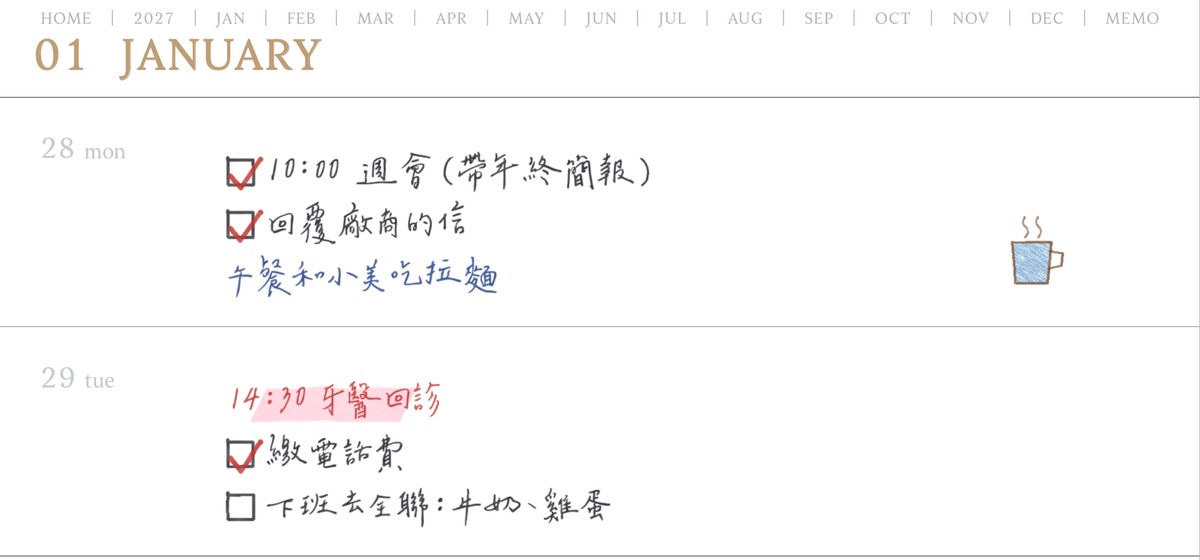 HOME | 2027 | JAN | FEB | MAR | APR | MAY | JUN | JUL | AUG | SEP | OCT | NOV | DEC | MEMO
01 JANUARY
28 mon
10:00 週會(帶年終簡報)
回覆廠商的信
午餐和小美吃拉麵
29 tue
14:30 牙醫回診
繳電話費
下班去全聯:牛奶、雞蛋